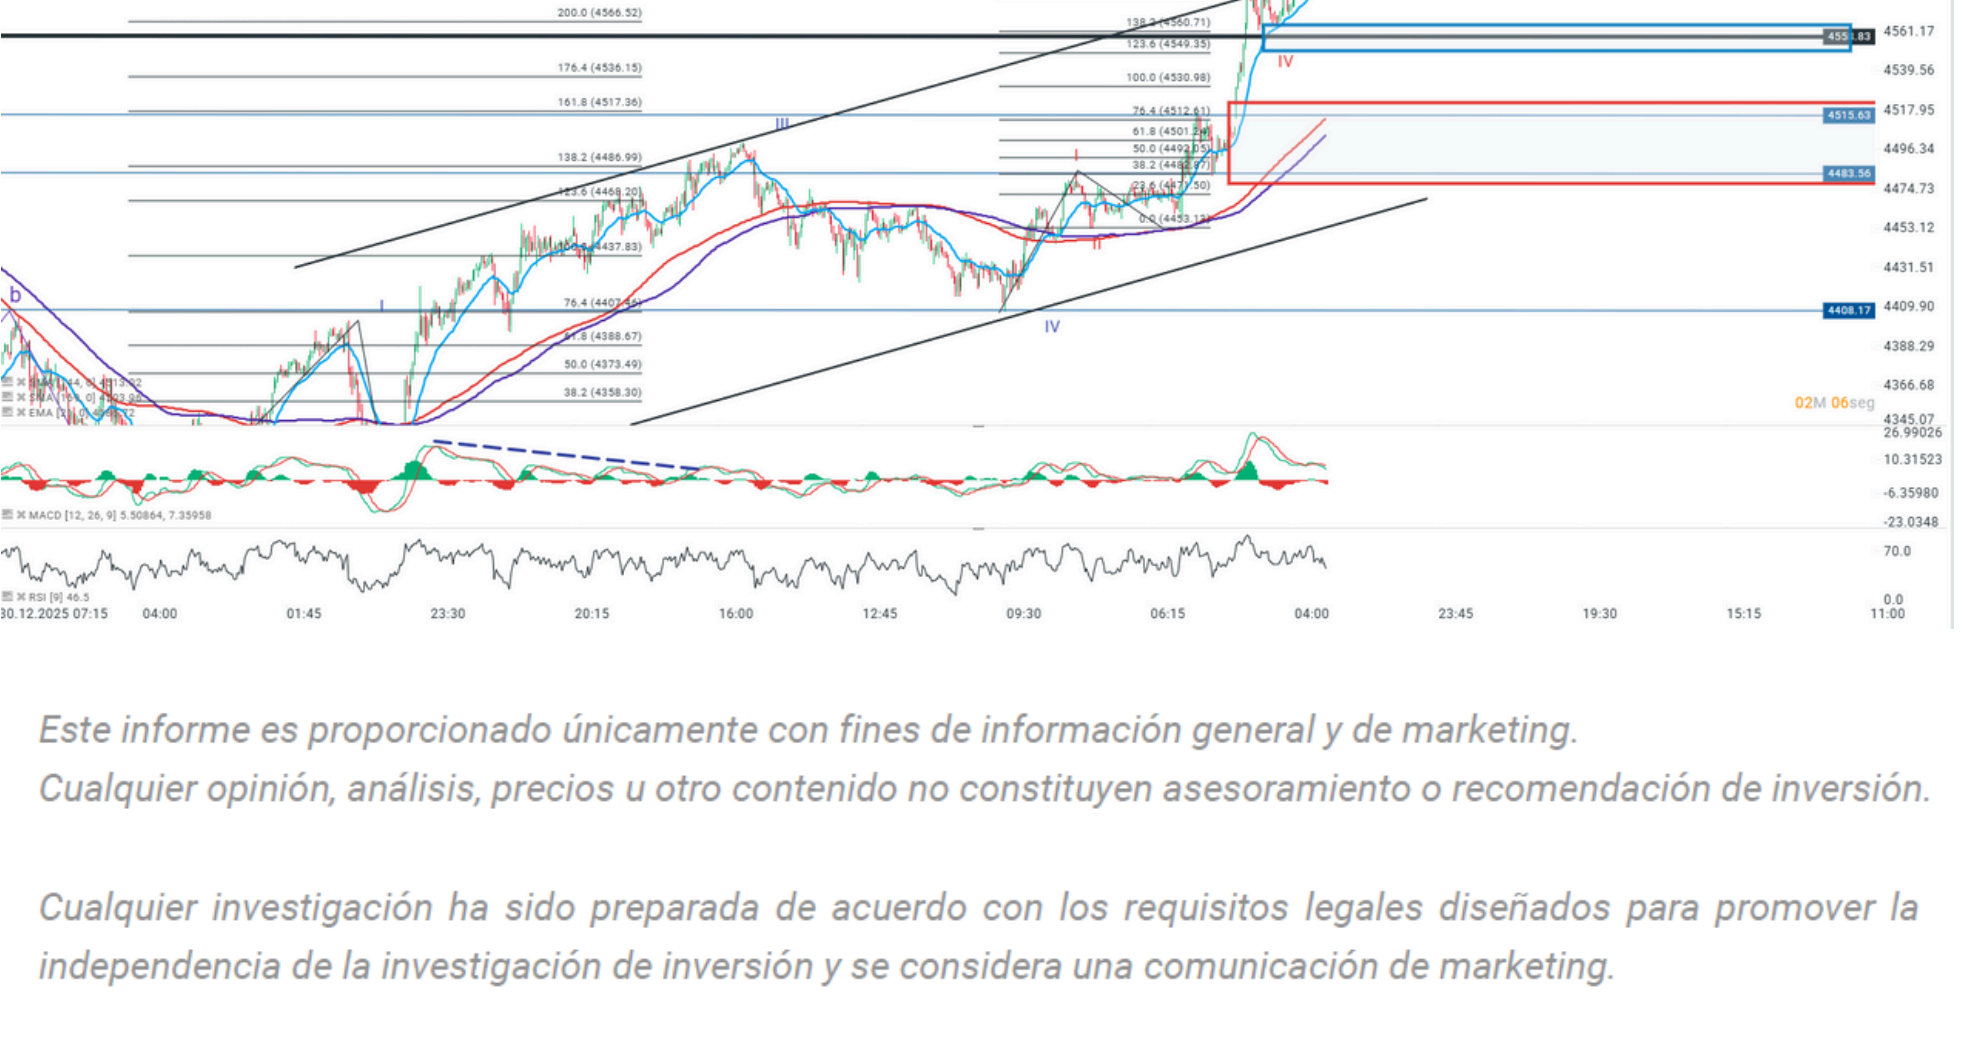 200.0 (4566.52)
176.4 (4536.15)
161.8 (4517.36)
138.2 (4486.99)
123.6 (4468.20)
100.0 (4437.83)
76.4 (4407.46)
61.8 (4388.67)
50.0 (4373.49)
38.2 (4358.30)
138.2 (4560.71)
123.6 (4549.35)
100.0 (4530.98)
76.4 (4512.61)
61.8 (4501.24)
50.0 (4492.05)
38.2 (4482.87)
23.6 (4471.50)
0.0 (4453.13)
b
I
III
IV
I
II
IV
4561.17
4539.56
4517.95
4515.63
4496.34
4483.56
4474.73
4453.12
4431.51
4409.90
4408.17
4388.29
4366.68
02M 06seg
4345.07
SMA
SMA
EMA
26.99026
10.31523
-6.35980
-23.0348
MACD [12, 26, 9] 5.50864, 7.35958
70.0
0.0
RSI [9] 46.5
30.12.2025 07:15 04:00 01:45 23:30 20:15 16:00 12:45 09:30 06:15 04:00 23:45 19:30 15:15 11:00
Este informe es proporcionado únicamente con fines de información general y de marketing.
Cualquier opinión, análisis, precios u otro contenido no constituyen asesoramiento o recomendación de inversión.
Cualquier investigación ha sido preparada de acuerdo con los requisitos legales diseñados para promover la
independencia de la investigación de inversión y se considera una comunicación de marketing.